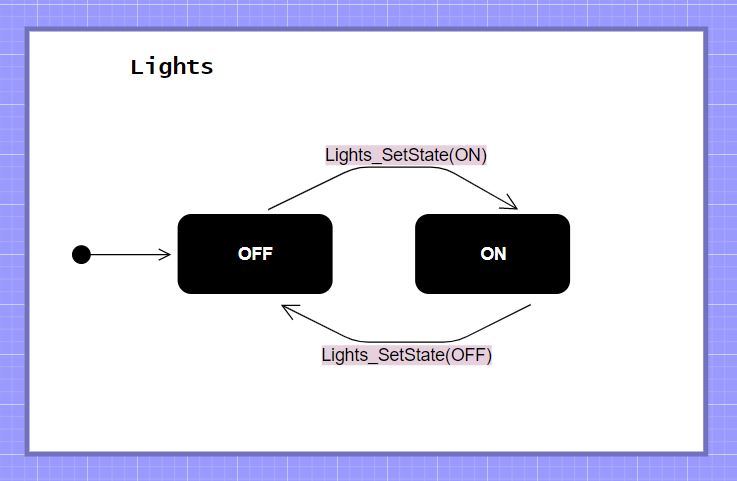 Lights
Lights_SetState(ON)
OFF
ON
Lights_SetState(OFF)